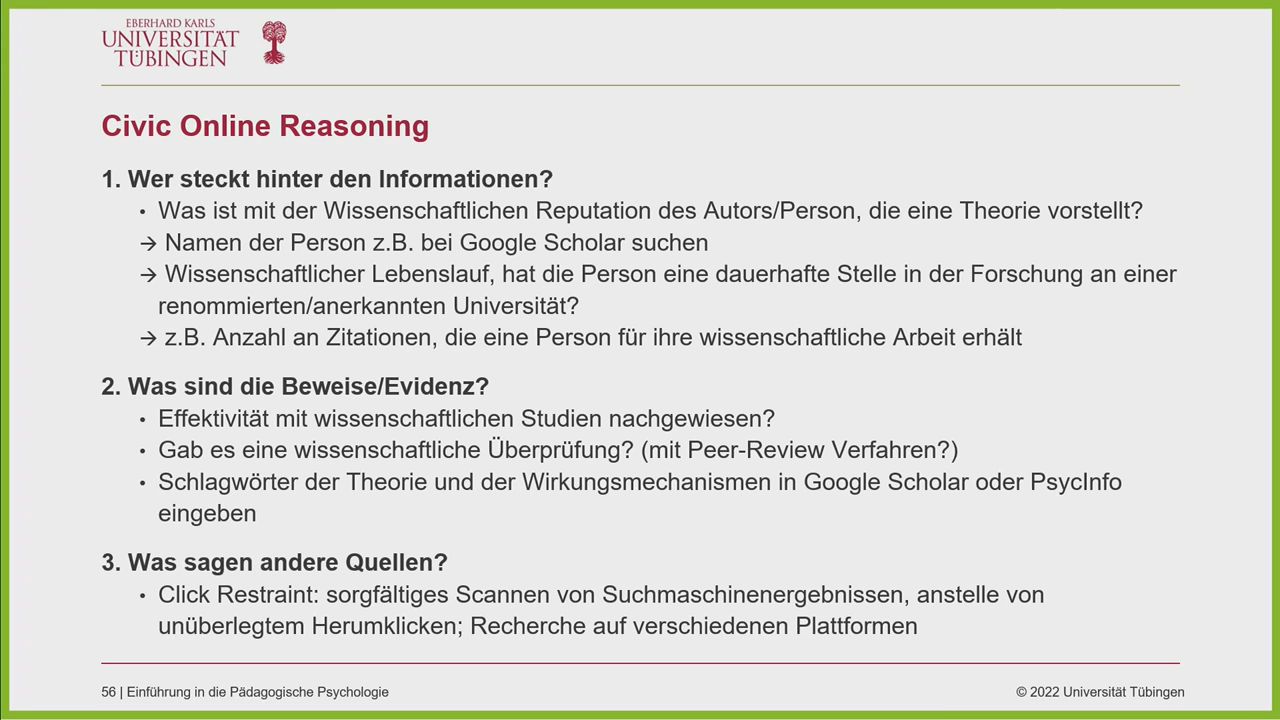 EBERHARD KARLS
UNIVERSITÄT
TÜBINGEN
Civic Online Reasoning
1. Wer steckt hinter den Informationen?
• Was ist mit der Wissenschaftlichen Reputation des Autors/Person, die eine Theorie vorstellt?
→ Namen der Person z.B. bei Google Scholar suchen
→ Wissenschaftlicher Lebenslauf, hat die Person eine dauerhafte Stelle in der Forschung an einer
renommierten/anerkannten Universität?
→ z.B. Anzahl an Zitationen, die eine Person für ihre wissenschaftliche Arbeit erhält
2. Was sind die Beweise/Evidenz?
• Effektivität mit wissenschaftlichen Studien nachgewiesen?
• Gab es eine wissenschaftliche Überprüfung? (mit Peer-Review Verfahren?)
• Schlagwörter der Theorie und der Wirkungsmechanismen in Google Scholar oder PsycInfo
eingeben
3. Was sagen andere Quellen?
• Click Restraint: sorgfältiges Scannen von Suchmaschinenergebnissen, anstelle von
unüberlegtem Herumklicken; Recherche auf verschiedenen Plattformen
56 | Einführung in die Pädagogische Psychologie
© 2022 Universität Tübingen